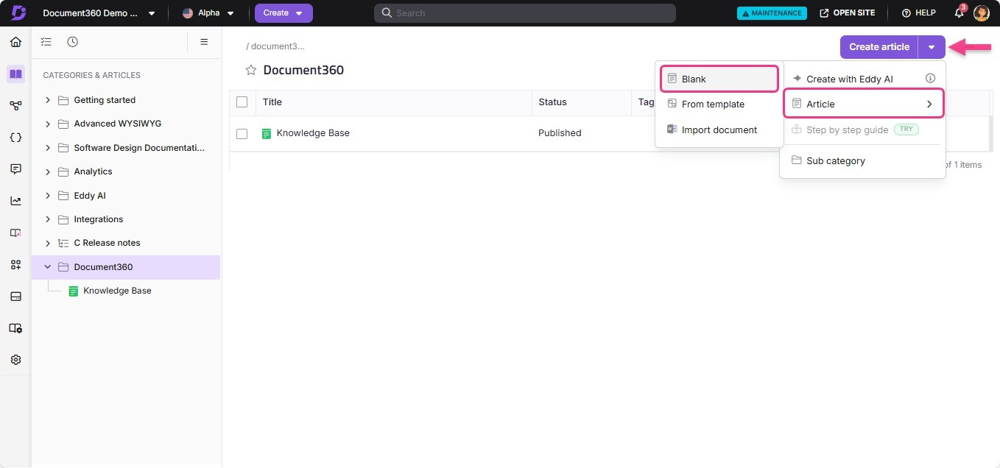 Document360 Demo ...
Alpha
Create
Search
MAINTENANCE
OPEN SITE
HELP
3
CATEGORIES & ARTICLES
Getting started
Advanced WYSIWYG
Software Design Documentati...
Analytics
Eddy AI
Integrations
C Release notes
Document360
Knowledge Base
/ document3...
Create article
Document360
Title
Status
Tag
Knowledge Base
Published
of 1 items
Blank
From template
Import document
Create with Eddy AI
Article
Step by step guide TRY
Sub category